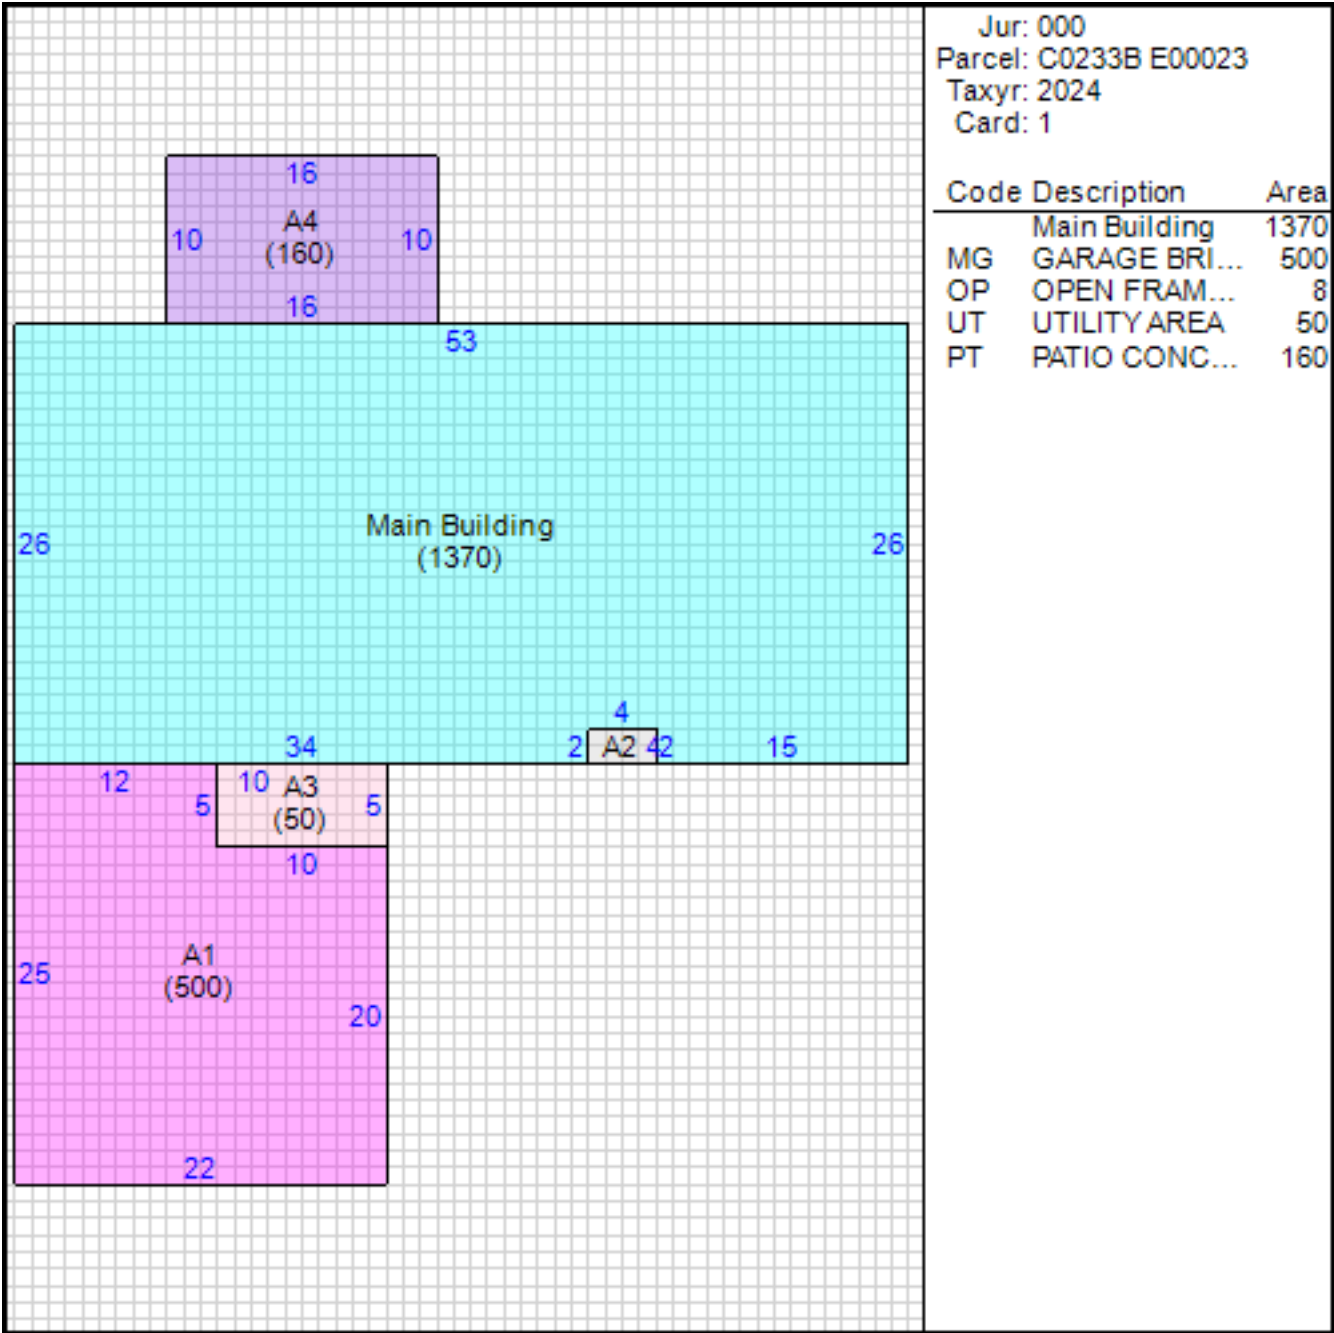 Jur: 000
Parcel: C0233B E00023
Taxyr: 2024
Card: 1
Code Description Area
Main Building 1370
MG GARAGE BRI... 500
OP OPEN FRAM... 8
UT UTILITY AREA 50
PT PATIO CONC... 160
16
A4
10 10
(160)
16
53
Main Building
26 26
(1370)
4
34 2 A2 4 2 15
12 10 A3
5 5
(50)
10
A1
25
(500)
20
22